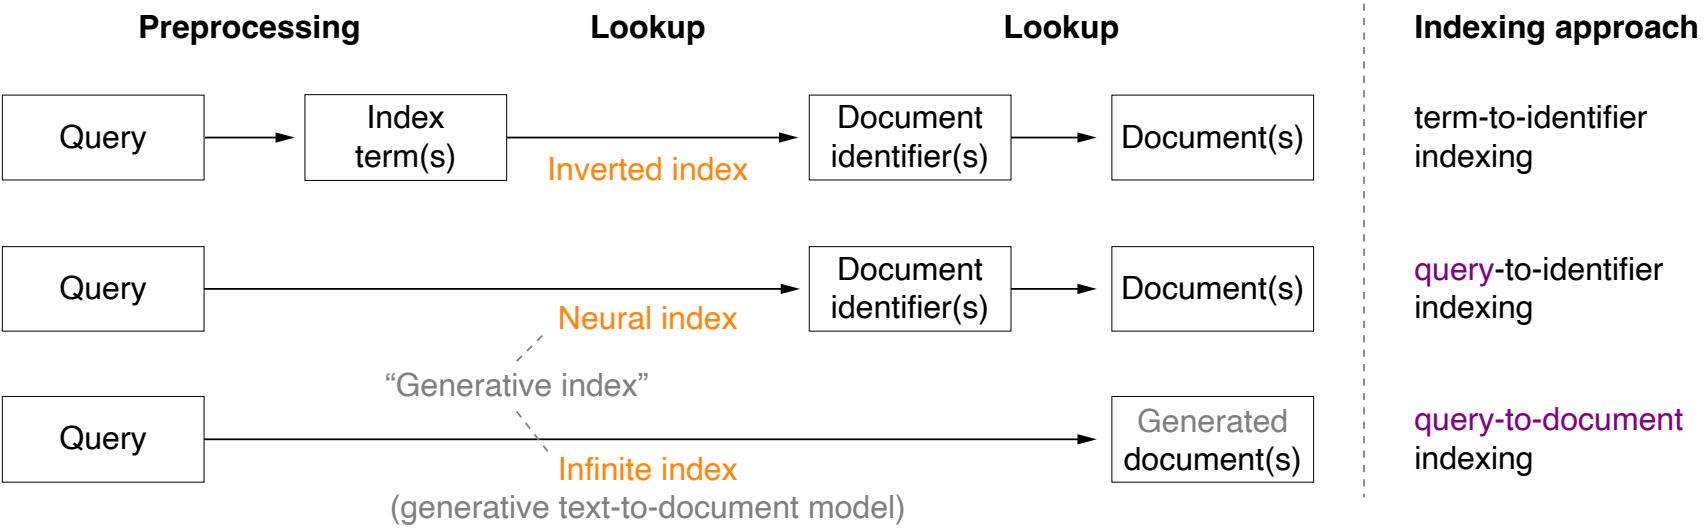 Preprocessing Lookup Lookup Indexing approach
Query Index term(s) Inverted index Document identifier(s) Document(s) term-to-identifier indexing
Query Neural index Document identifier(s) Document(s) query-to-identifier indexing
“Generative index”
Query Infinite index Generated document(s) query-to-document indexing
(generative text-to-document model)